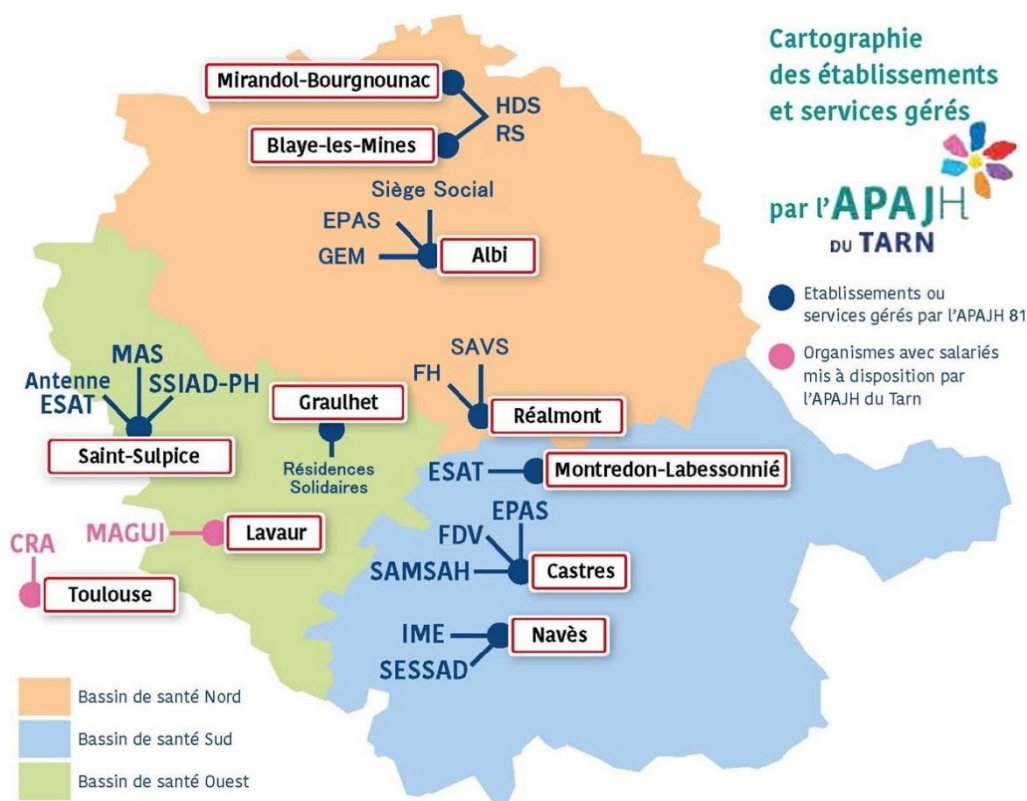 Cartographie
des établissements
et services gérés
par l'APAJH
DU TARN
Etablissements ou
services gérés par l'APAJH 81
Organismes avec salariés
mis à disposition par
l'APAJH du Tarn
Mirandol-Bourgnounac
HDS
RS
Blaye-les-Mines
Siège Social
EPAS
GEM
Albi
MAS
Antenne
ESAT
SSIAD-PH
Saint-Sulpice
Graulhet
Résidences
Solidaires
SAVS
FH
Réalmont
ESAT
Montredon-Labessonnié
MAGUI
Lavaur
CRA
Toulouse
EPAS
FDV
SAMSAH
Castres
IME
SESSAD
Navès
Bassin de santé Nord
Bassin de santé Sud
Bassin de santé Ouest